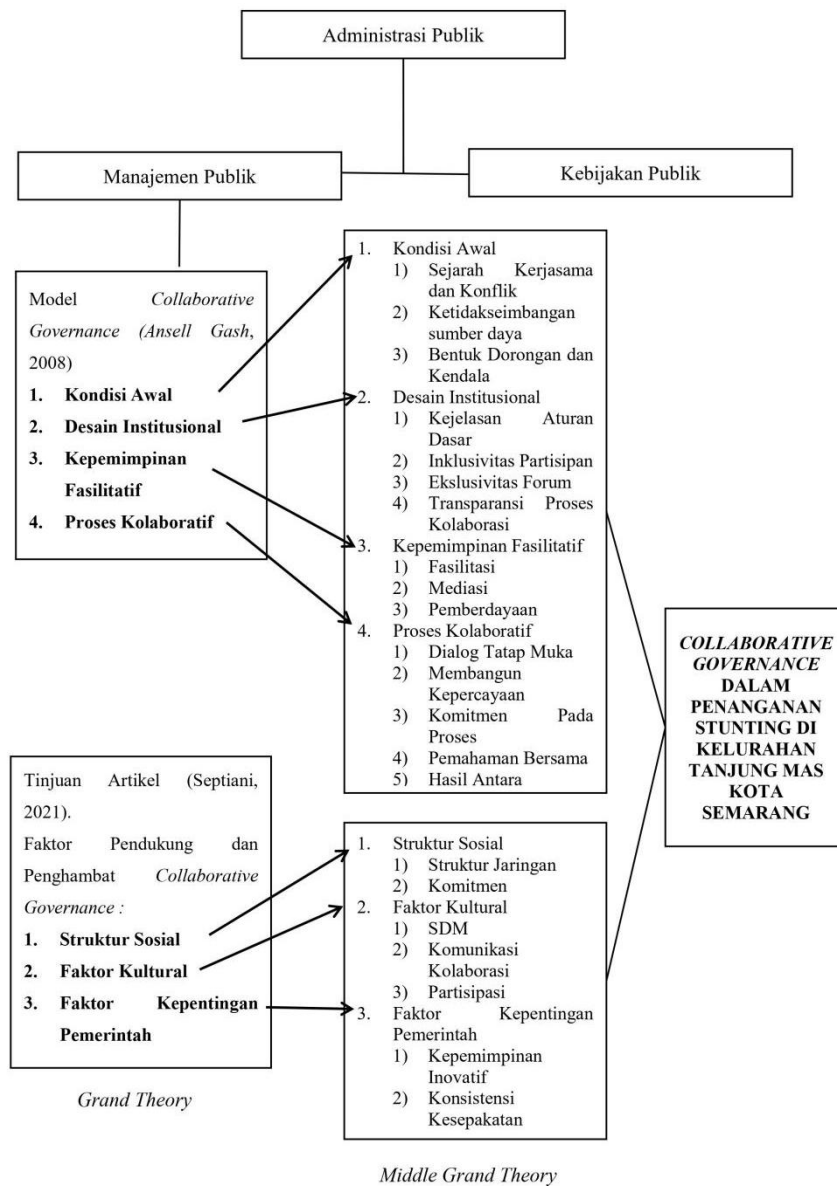 Administrasi Publik
Manajemen Publik
Kebijakan Publik
Model Collaborative
Governance (Ansell Gash,
2008)
1. Kondisi Awal
2. Desain Institusional
3. Kepemimpinan
Fasilitatif
4. Proses Kolaboratif
1. Kondisi Awal
1) Sejarah Kerjasama
dan Konflik
2) Ketidakseimbangan
sumber daya
3) Bentuk Dorongan dan
Kendala
2. Desain Institusional
1) Kejelasan Aturan
Dasar
2) Inklusivitas Partisipan
3) Ekslusivitas Forum
4) Transparansi Proses
Kolaborasi
3. Kepemimpinan Fasilitatif
1) Fasilitasi
2) Mediasi
3) Pemberdayaan
4. Proses Kolaboratif
1) Dialog Tatap Muka
2) Membangun
Kepercayaan
3) Komitmen Pada
Proses
4) Pemahaman Bersama
5) Hasil Antara
COLLABORATIVE
GOVERNANCE
DALAM
PENANGANAN
STUNTING DI
KELURAHAN
TANJUNG MAS
KOTA
SEMARANG
Tinjuan Artikel (Septiani,
2021).
Faktor Pendukung dan
Penghambat Collaborative
Governance :
1. Struktur Sosial
2. Faktor Kultural
3. Faktor Kepentingan
Pemerintah
1. Struktur Sosial
1) Struktur Jaringan
2) Komitmen
2. Faktor Kultural
1) SDM
2) Komunikasi
Kolaborasi
3) Partisipasi
3. Faktor Kepentingan
Pemerintah
1) Kepemimpinan
Inovatif
2) Konsistensi
Kesepakatan
Grand Theory
Middle Grand Theory